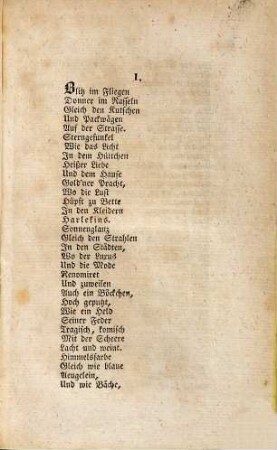 I.
Blitz im Fliegen
Donner im Rasseln
Gleich den Kutschen
Und Packwägen
Auf der Strasse.
Sterngefunkel
Wie das Licht
In dem Hüttchen
Heißer Liebe
Und dem Hause
Gold'ner Pracht,
Wo die Lust
Hüpft zu Bette
In den Kleidern
Harlekins.
Sonnenglanz
Gleich den Strahlen
In den Städten,
Wo der Luxus
Und die Mode
Renomiret
Und zuweilen
Auch ein Böckchen,
Hoch geputzt,
Wie ein Held
Seiner Feder
Tragisch, komisch
Mit der Scheere
Lacht und weint.
Himmelsfarbe
Gleich wie blaue
Aeugelein,
Und wie Bäche,